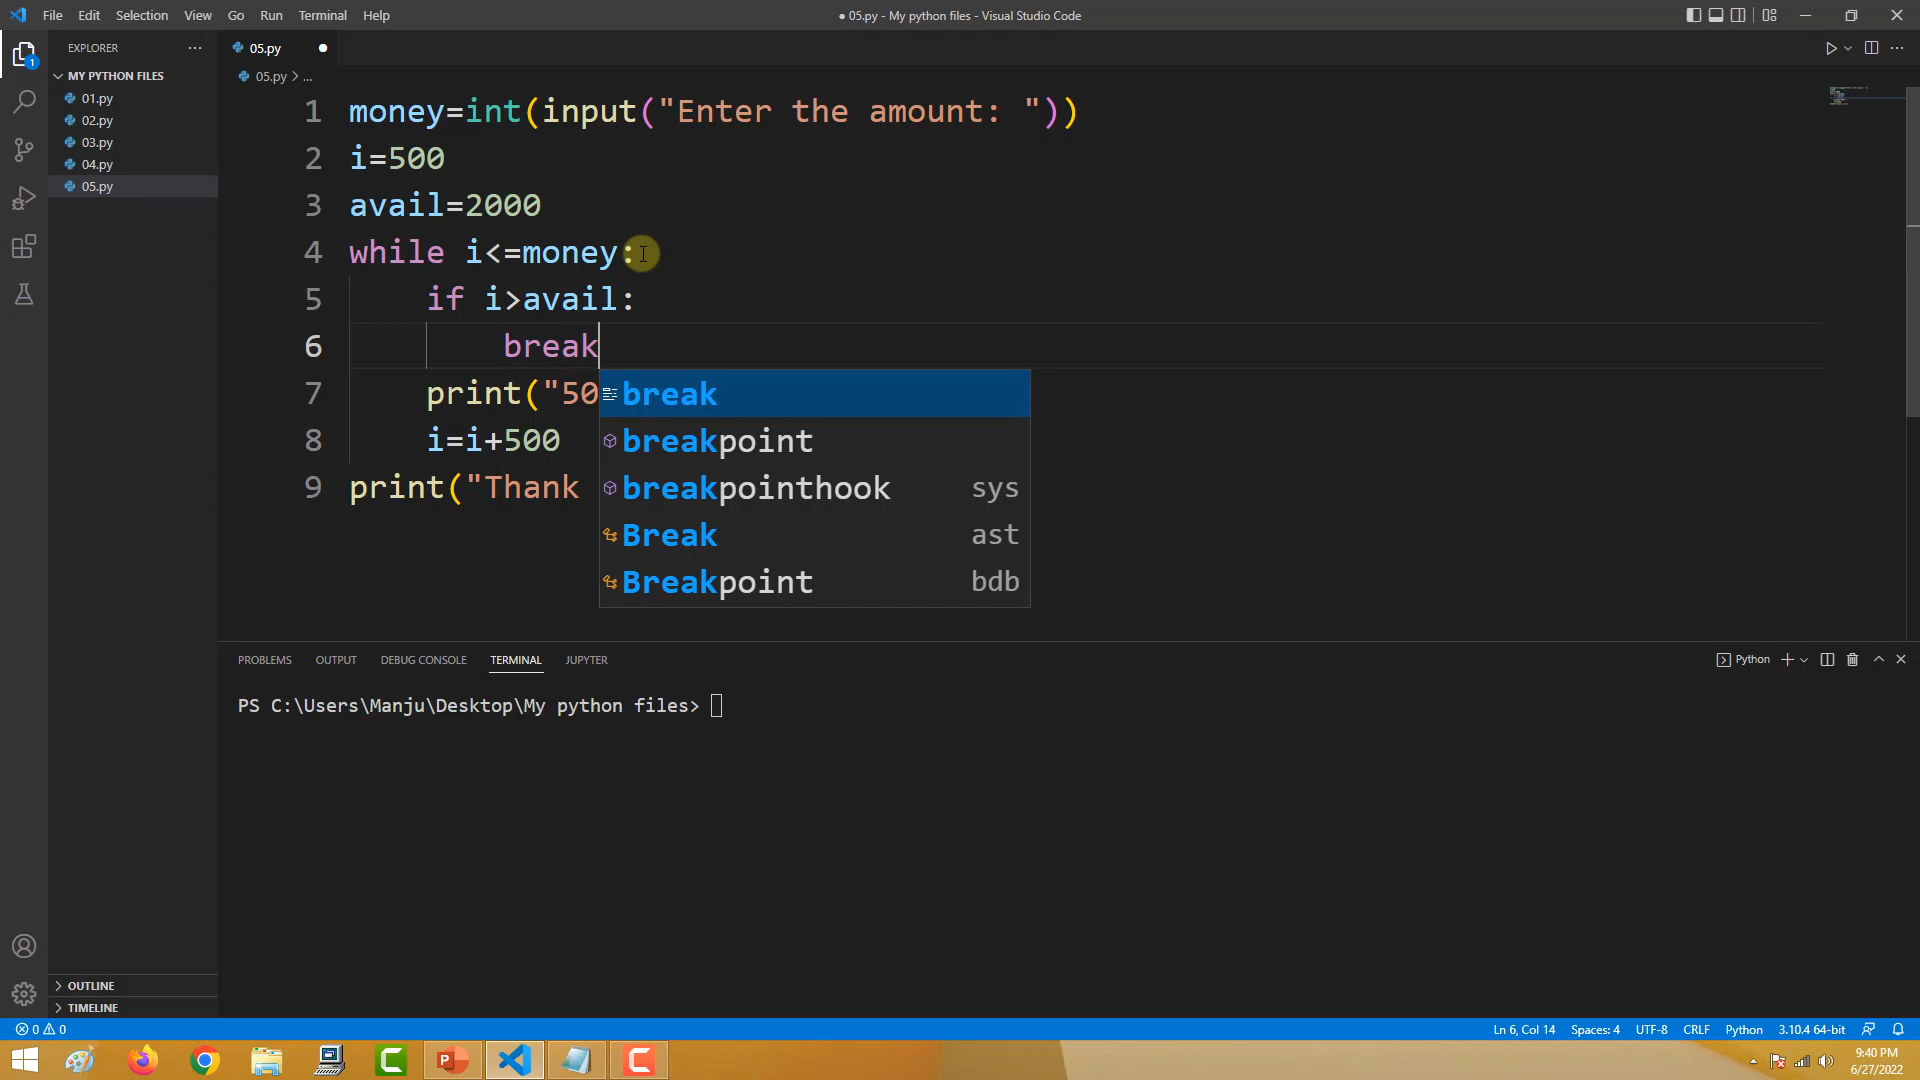 File Edit Selection View Go Run Terminal Help
● 05.py - My python files - Visual Studio Code
EXPLORER
MY PYTHON FILES
01.py
02.py
03.py
04.py
05.py
OUTLINE
TIMELINE
1
05.py
05.py > ...
1 money=int(input("Enter the amount: "))
2 i=500
3 avail=2000
4 while i<=money:
5 if i>avail:
6 break
7 print("50
8 i=i+500
9 print("Thank
break
breakpoint
breakpointhook sys
Break ast
Breakpoint bdb
PROBLEMS OUTPUT DEBUG CONSOLE TERMINAL JUPYTER
Python
PS C:\Users\Manju\Desktop\My python files>
0 0
Ln 6, Col 14 Spaces: 4 UTF-8 CRLF Python 3.10.4 64-bit
9:40 PM
6/27/2022